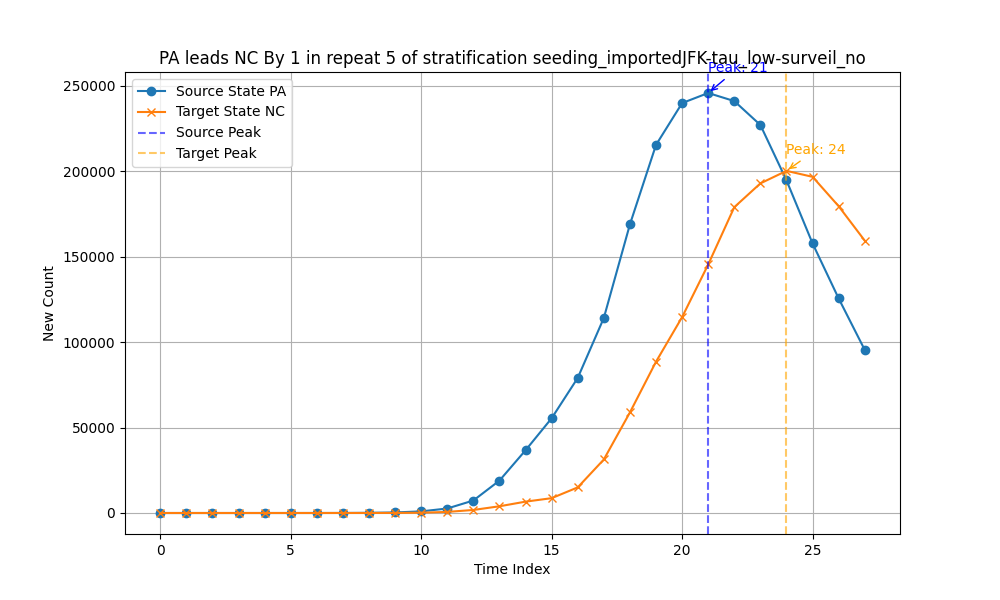 PA leads NC By 1 in repeat 5 of stratification seeding_importedJFK-tau_low-surveil_no
Peak: 21
Source State PA
Target State NC
Source Peak
Target Peak
Peak: 24
250000
200000
150000
100000
50000
0
New Count
0 5 10 15 20 25
Time Index